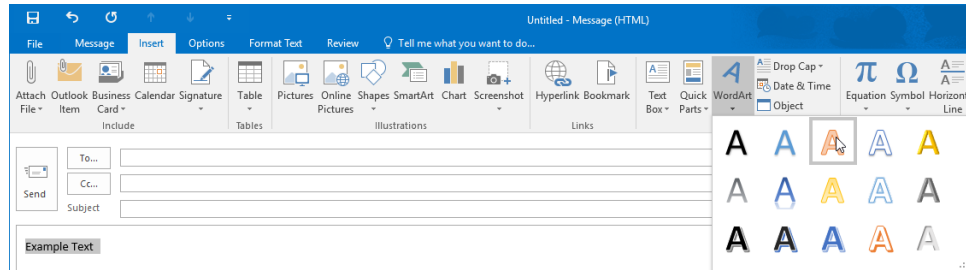 Untitled - Message (HTML)
File Message Insert Options Format Text Review Tell me what you want to do...
Attach File Outlook Item Business Card Calendar Signature Table Pictures Online Pictures Shapes SmartArt Chart Screenshot Hyperlink Bookmark Text Box Quick Parts WordArt Drop Cap Date & Time Object Equation Symbol Horizont Line
Include Tables Illustrations Links
A A A A A
Send To...
Cc...
Subject
A A A A A
Example Text
A A A A A